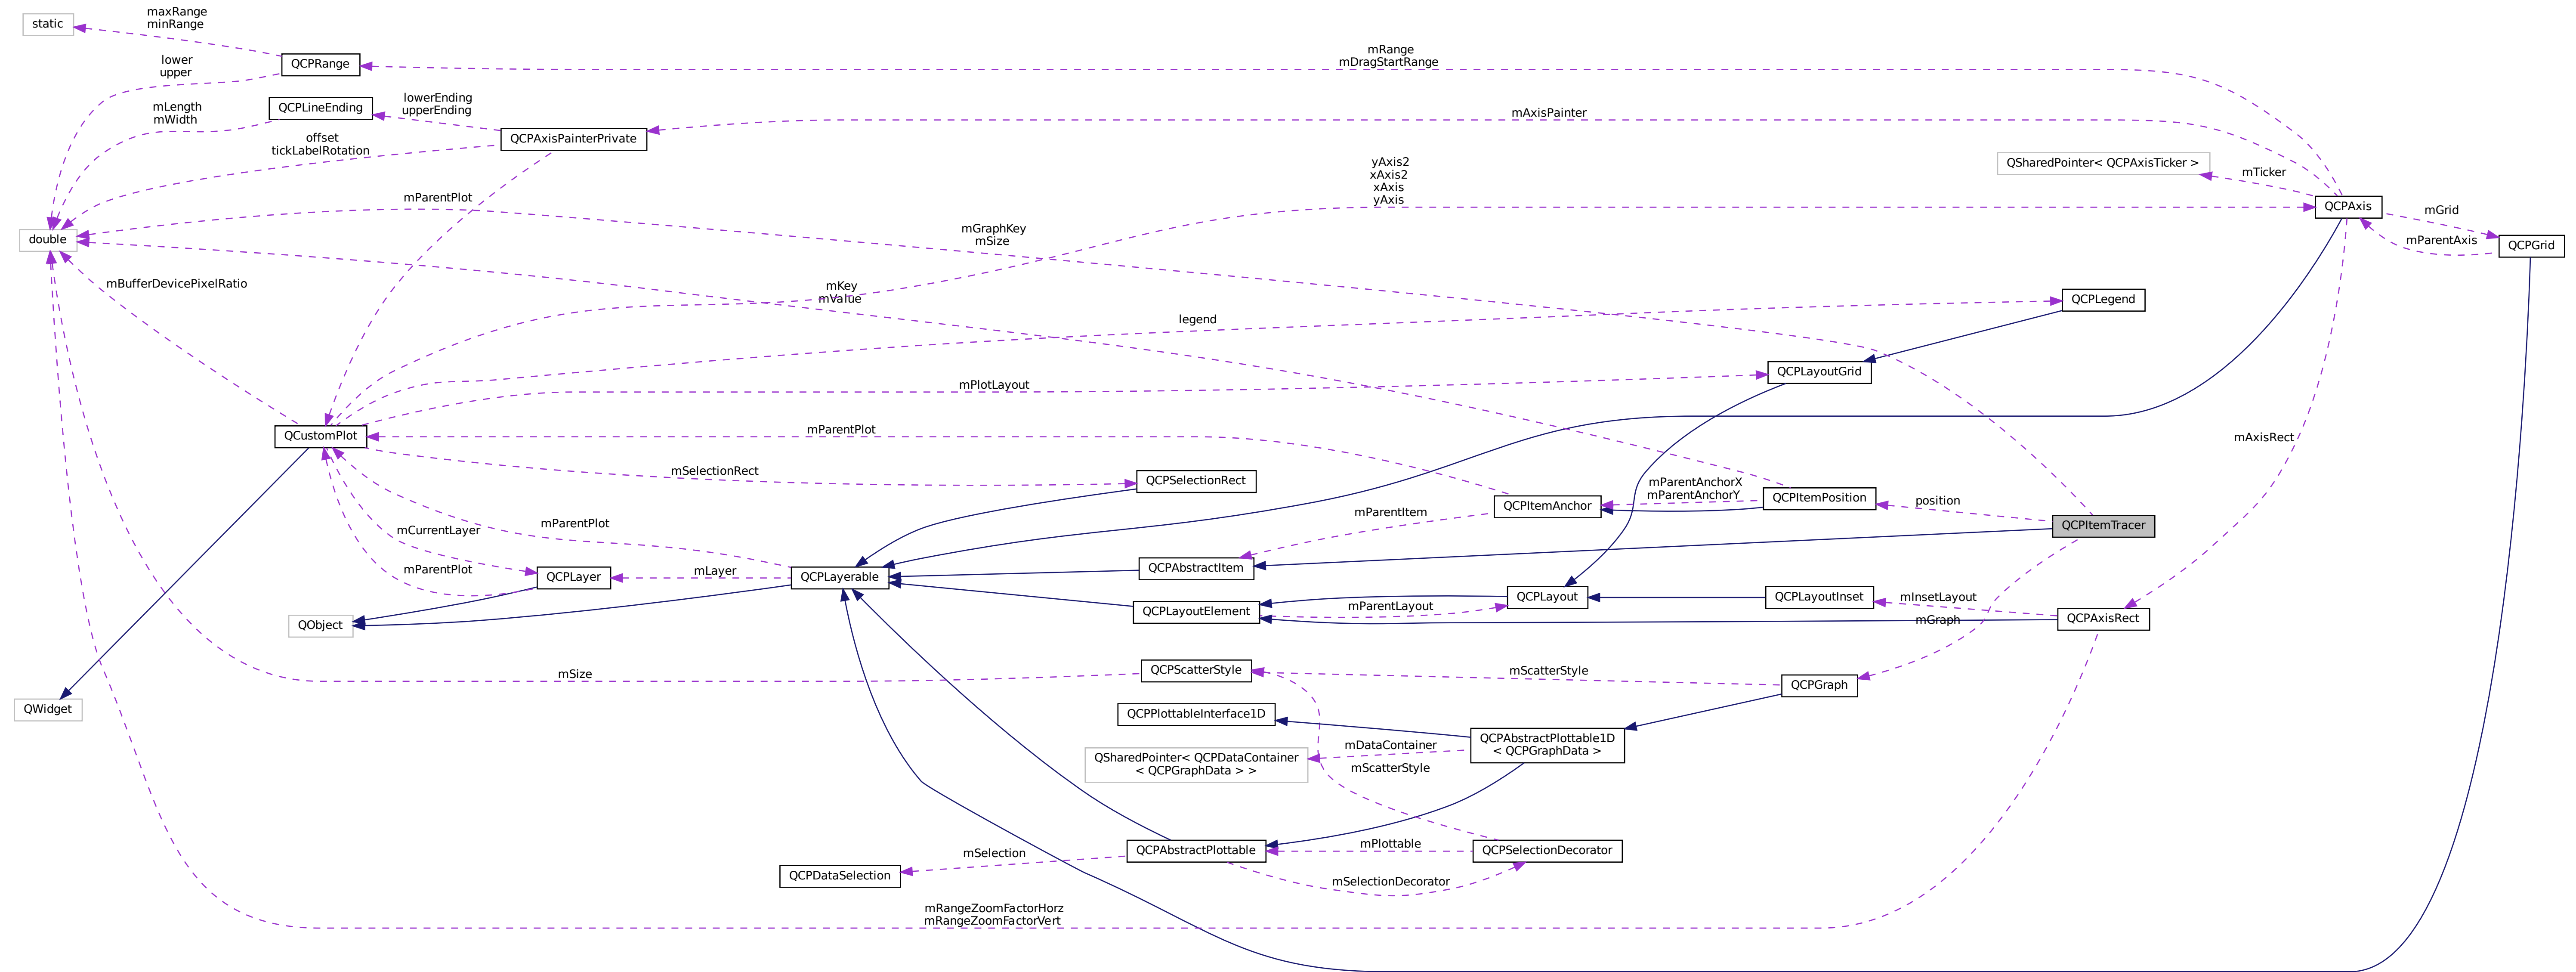 static
maxRange
minRange
QCPRange
lower
upper
mRange
mDragStartRange
QCPLineEnding
mLength
mWidth
lowerEnding
upperEnding
QCPAxisPainterPrivate
offset
tickLabelRotation
mAxisPainter
QSharedPointer< QCPAxisTicker >
mTicker
yAxis2
xAxis2
xAxis
yAxis
QCPAxis
mGrid
mParentAxis
QCPGrid
double
mParentPlot
mGraphKey
mSize
mBufferDevicePixelRatio
mKey
mValue
legend
QCPLegend
QCPLayoutGrid
mPlotLayout
QCustomPlot
mParentPlot
mAxisRect
mSelectionRect
QCPSelectionRect
mParentAnchorX
mParentAnchorY
QCPItemPosition
position
QCPItemAnchor
mParentItem
QCPItemTracer
mParentPlot
mCurrentLayer
mParentPlot
QCPLayer
mLayer
QCPLayerable
QCPAbstractItem
QCPLayoutElement
mParentLayout
QCPLayout
QCPLayoutInset
mInsetLayout
QCPAxisRect
mGraph
QObject
QWidget
mSize
QCPScatterStyle
mScatterStyle
QCPGraph
QCPPlottableInterface1D
QCPAbstractPlottable1D
< QCPGraphData >
mDataContainer
QSharedPointer< QCPDataContainer
< QCPGraphData > >
mScatterStyle
QCPAbstractPlottable
mPlottable
QCPSelectionDecorator
mSelection
QCPDataSelection
mSelectionDecorator
mRangeZoomFactorHorz
mRangeZoomFactorVert